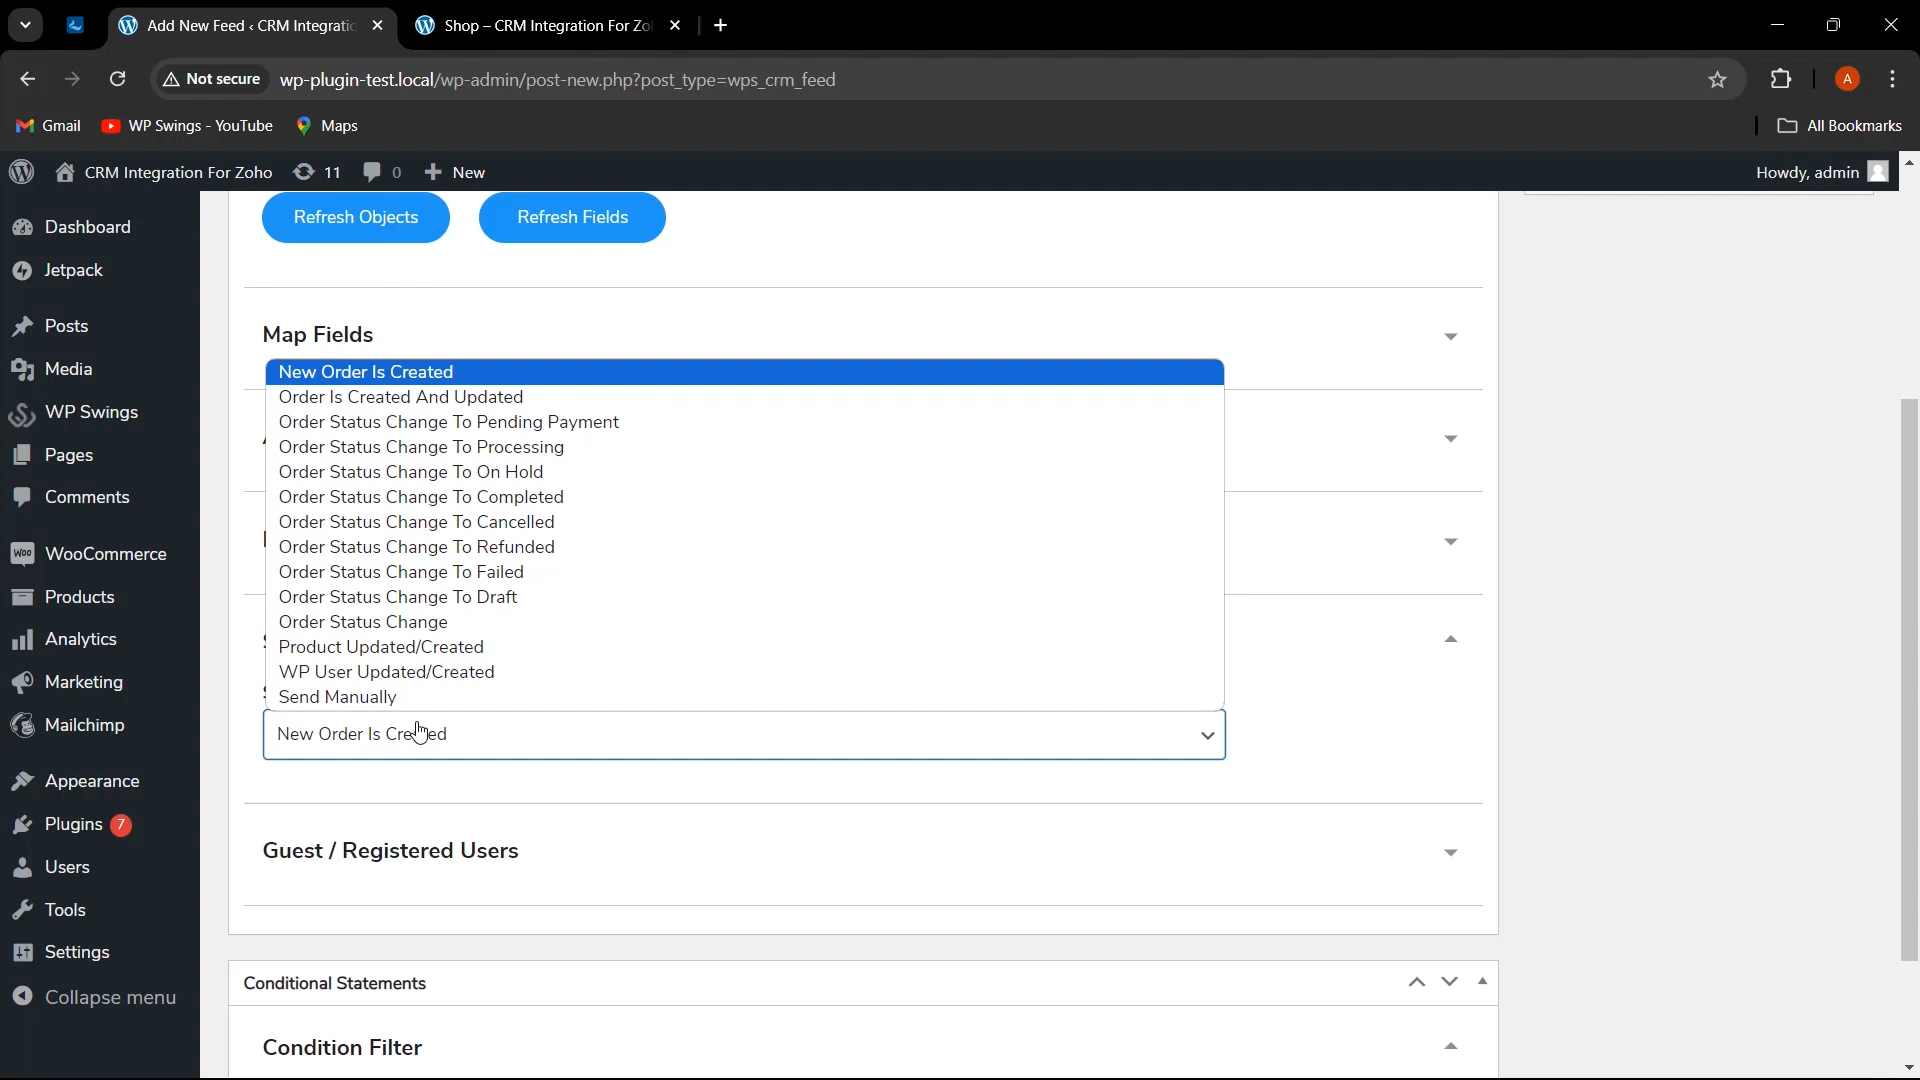 Add New Feed ‹ CRM Integratio
Shop – CRM Integration For Zo
Not secure
wp-plugin-test.local/wp-admin/post-new.php?post_type=wps_crm_feed
A
Gmail
WP Swings - YouTube
Maps
All Bookmarks
CRM Integration For Zoho
11
0
New
Howdy, admin
Dashboard
Jetpack
Posts
Media
WP Swings
Pages
Comments
WooCommerce
Products
Analytics
Marketing
Mailchimp
Appearance
Plugins 7
Users
Tools
Settings
Collapse menu
Refresh Objects
Refresh Fields
Map Fields
New Order Is Created
Order Is Created And Updated
Order Status Change To Pending Payment
Order Status Change To Processing
Order Status Change To On Hold
Order Status Change To Completed
Order Status Change To Cancelled
Order Status Change To Refunded
Order Status Change To Failed
Order Status Change To Draft
Order Status Change
Product Updated/Created
WP User Updated/Created
Send Manually
New Order Is Created
Guest / Registered Users
Conditional Statements
Condition Filter